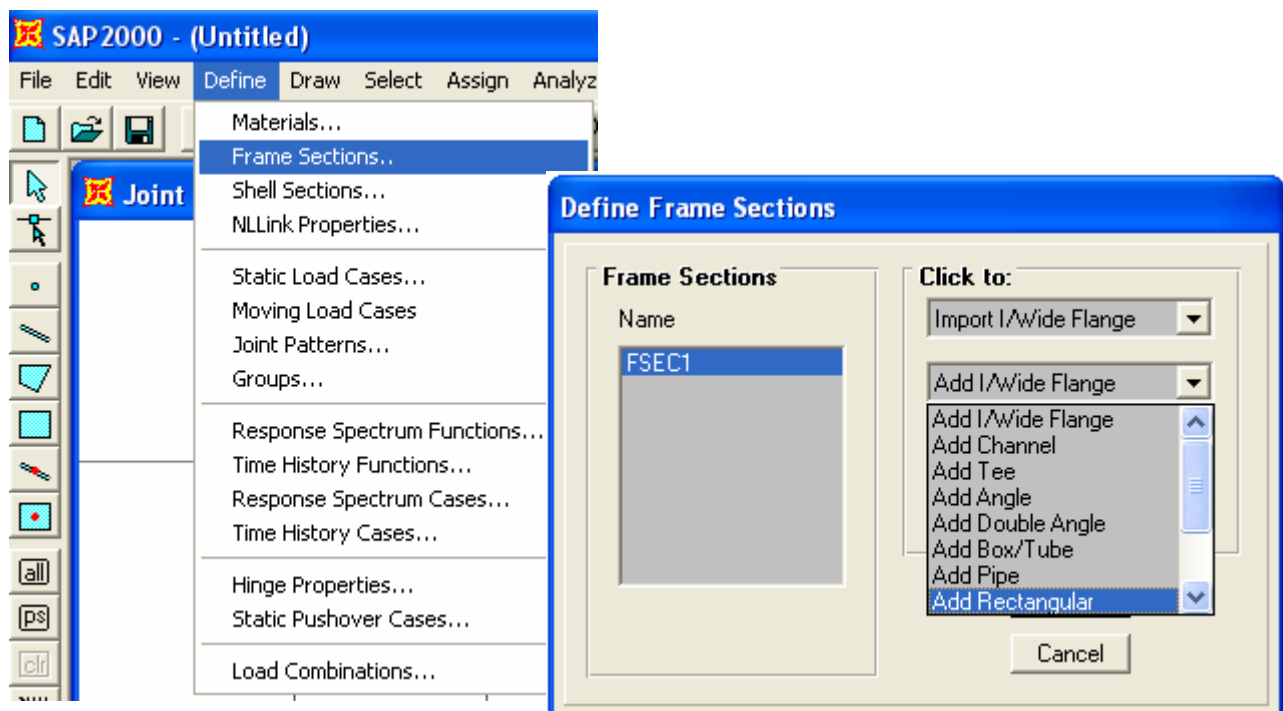 SAP2000 - (Untitled)
File Edit View Define Draw Select Assign Analyz
Materials...
Frame Sections..
Shell Sections...
NLLink Properties...
Static Load Cases...
Moving Load Cases
Joint Patterns...
Groups...
Response Spectrum Functions...
Time History Functions...
Response Spectrum Cases...
Time History Cases...
Hinge Properties...
Static Pushover Cases...
Load Combinations...
Joint
all
ps
clr
Define Frame Sections
Frame Sections
Name
FSEC1
Click to:
Import I/Wide Flange
Add I/Wide Flange
Add I/Wide Flange
Add Channel
Add Tee
Add Angle
Add Double Angle
Add Box/Tube
Add Pipe
Add Rectangular
Cancel